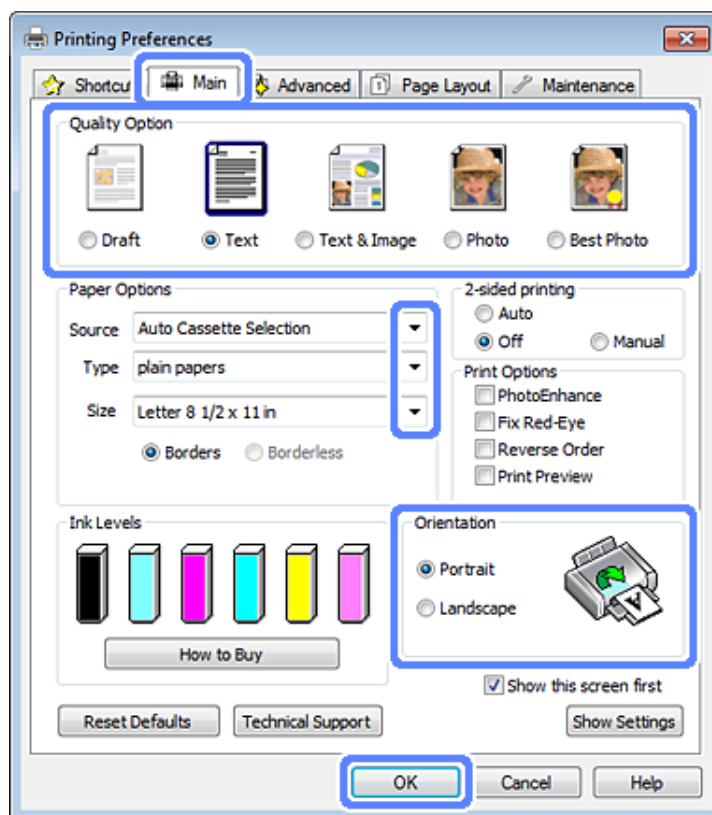 Printing Preferences
Shortcu Main Advanced 1 Page Layout Maintenance
Quality Option
Draft Text Text & Image Photo Best Photo
Paper Options
Source Auto Cassette Selection
Type plain papers
Size Letter 8 1/2 x 11 in
Borders Borderless
2-sided printing
Auto
Off Manual
Print Options
PhotoEnhance
Fix Red-Eye
Reverse Order
Print Preview
Ink Levels
How to Buy
Orientation
Portrait
Landscape
A
Show this screen first
Reset Defaults Technical Support Show Settings
OK Cancel Help